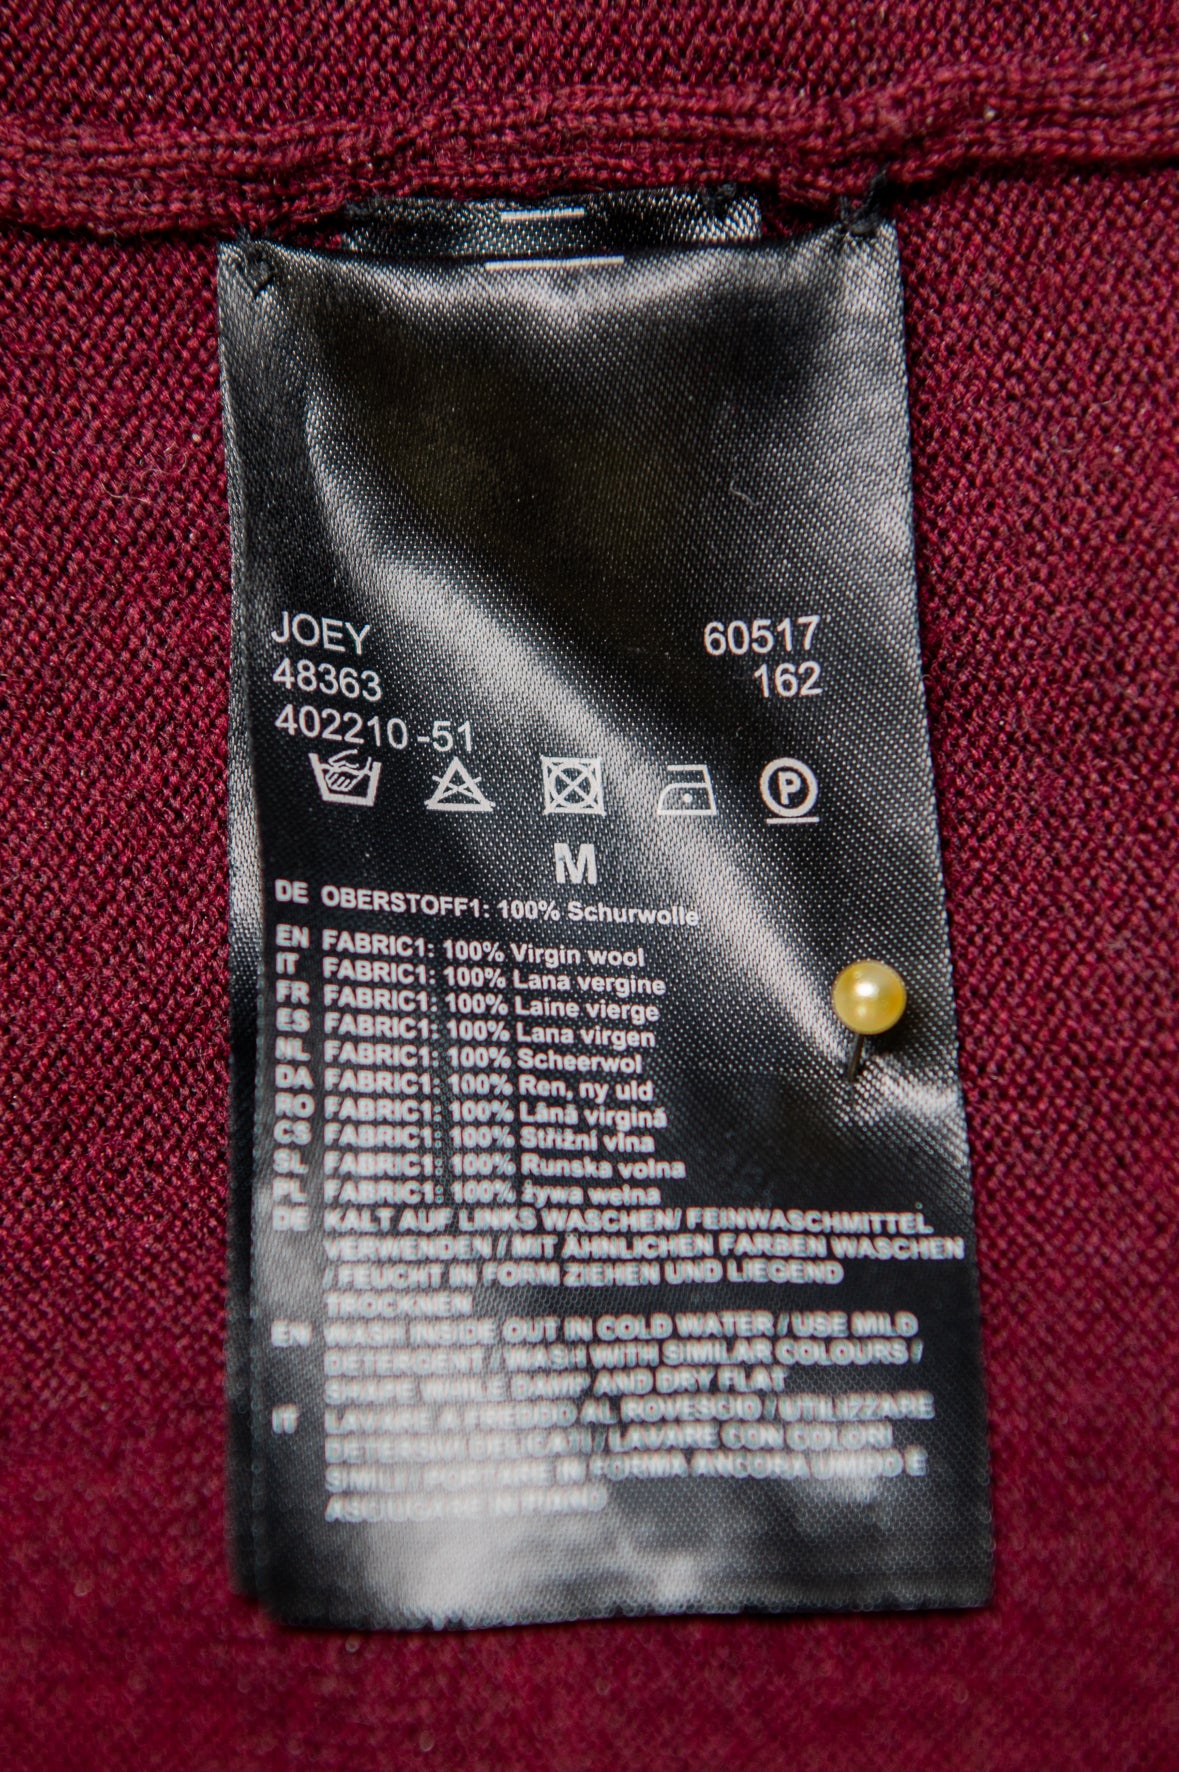 JOEY 60517
48363 162
402210-51
P
M
DE OBERSTOFF1: 100% Schurwolle
EN FABRIC1: 100% Virgin wool
IT FABRIC1: 100% Lana vergine
FR FABRIC1: 100% Laine vierge
ES FABRIC1: 100% Lana virgen
NL FABRIC1: 100% Scheerwol
DA FABRIC1: 100% Ren, ny uld
RO FABRIC1: 100% Lână virgină
CS FABRIC1: 100% Střižní vlna
SL FABRIC1: 100% Runska volna
PL FABRIC1: 100% żywa wełna
DE KALT AUF LINKS WASCHEN/ FEINWASCHMITTEL
VERWENDEN / MIT ÄHNLICHEN FARBEN WASCHEN
/ FEUCHT IN FORM ZIEHEN UND LIEGEND
TROCKNEN
EN WASH INSIDE OUT IN COLD WATER / USE MILD
DETERGENT / WASH WITH SIMILAR COLOURS /
SHAPE WHILE DAMP AND DRY FLAT
IT LAVARE A FREDDO AL ROVESCIO / UTILIZZARE
DETERSIVI DELICATI / LAVARE CON COLORI
SIMILI / IN FORMA ANCORA UMIDO E
ASCIUGARE IN PIANO